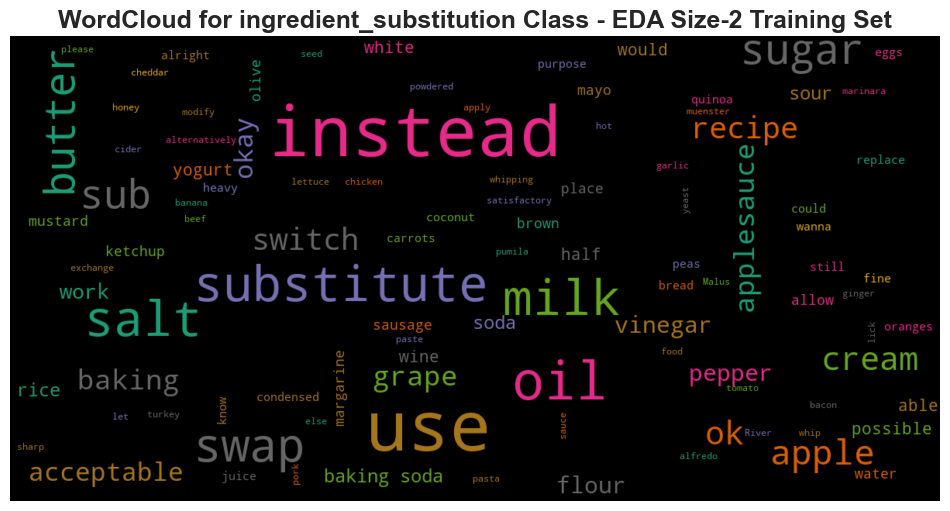 WordCloud for ingredient_substitution Class - EDA Size-2 Training Set
please
cheddar
alright
honey
modify
butter
cider
alternatively
olive
okay
seed
white
powdered
apply
instead
purpose
would
mayo
hot
sugar
eggs
sour
marinara
quinoa
muenster
recipe
replace
sub
yogurt
heavy
banana
beef
lettuce
chicken
whipping
satisfactory
place
garlic
yeast
applesauce
could
wanna
mustard
ketchup
switch
carrots
coconut
brown
pumila
half
peas
bread
Malus
still
fine
exchange
work
substitute
milk
allow
ginger
salt
sausage
paste
soda
vinegar
lick
oranges
baking
wine
grape
oil
food
pepper
tomato
cream
rice
let
turkey
know
condensed
else
margarine
use
sauce
bacon
able
ok
River
whip
possible
sharp
acceptable
swap
juice
pork
baking soda
pasta
flour
alfredo
apple
water